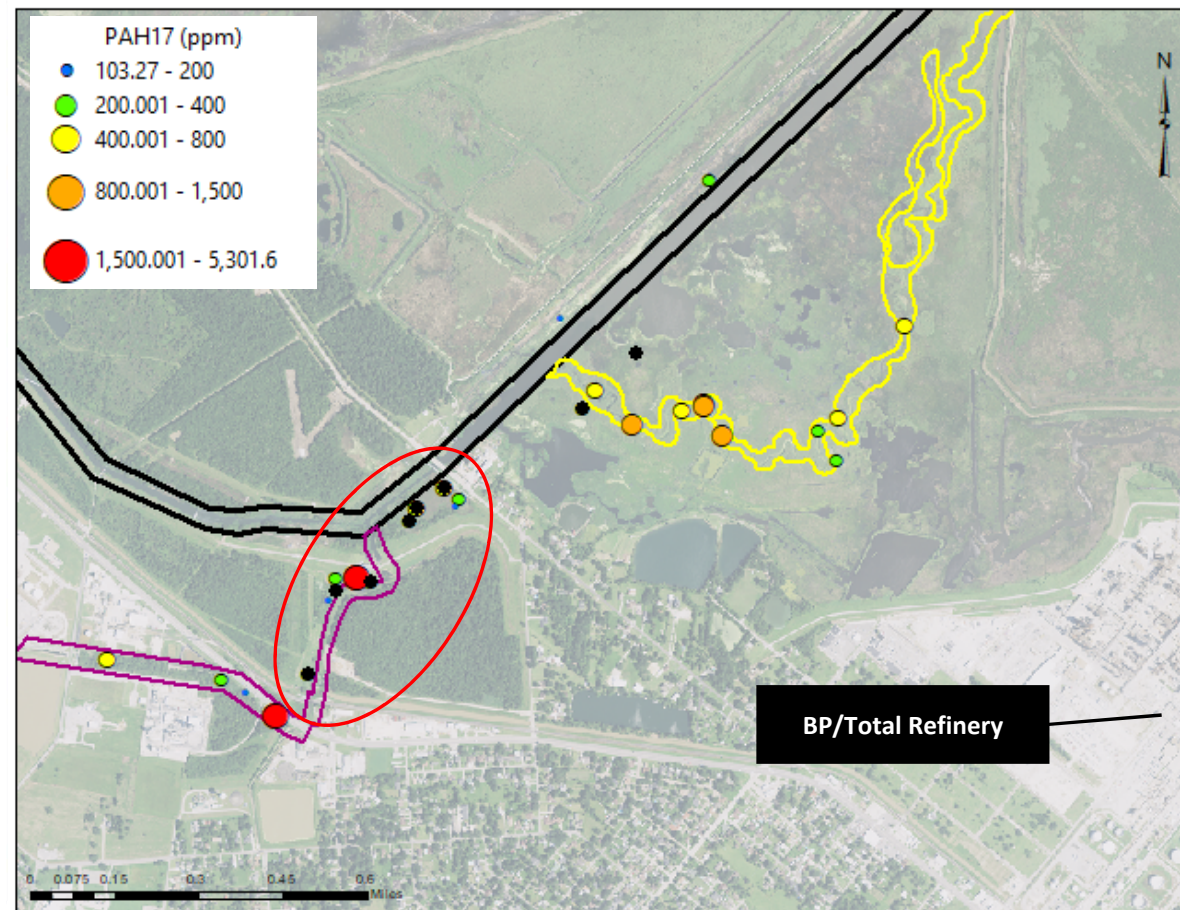 PAH17 (ppm)
103.27 - 200
200.001 - 400
400.001 - 800
800.001 - 1,500
1,500.001 - 5,301.6
N
BP/Total Refinery
0 0.075 0.15 0.3 0.45 0.6
Miles